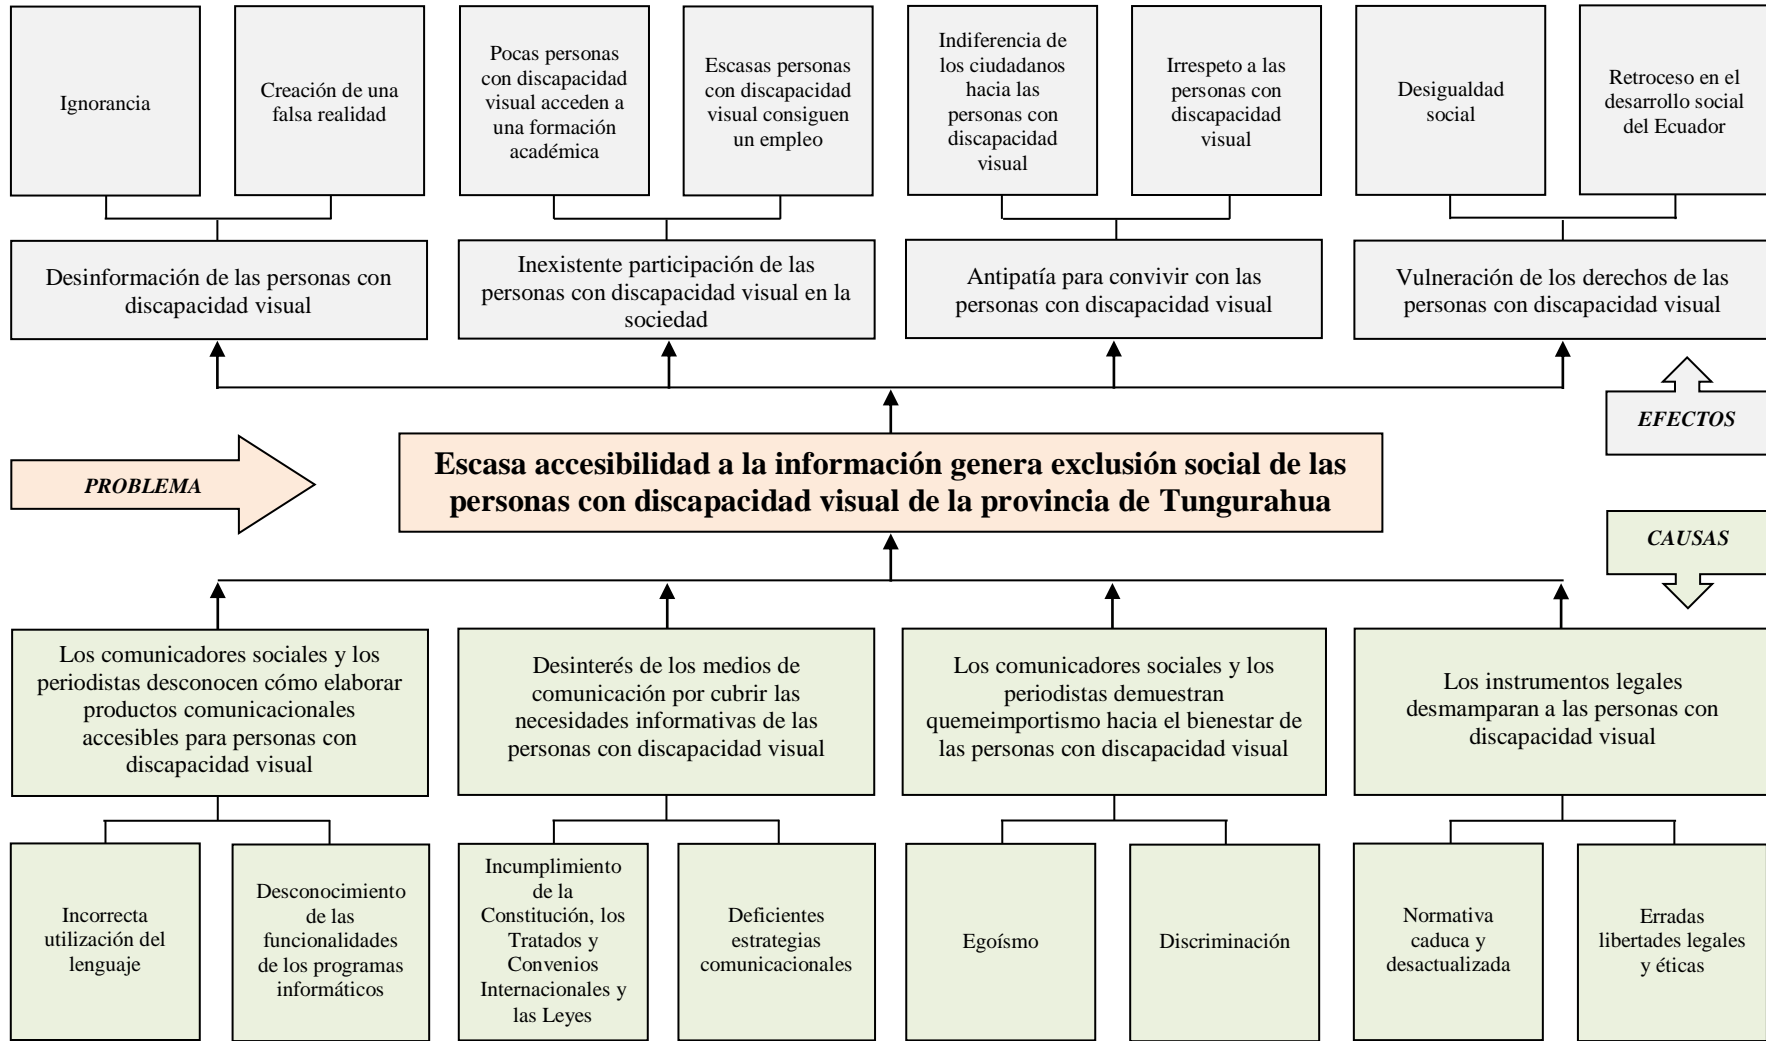 Ignorancia
Creación de una
falsa realidad
Pocas personas
con discapacidad
visual acceden a
una formación
académica
Escasas personas
con discapacidad
visual consiguen
un empleo
Indiferencia de
los ciudadanos
hacia las
personas con
discapacidad
visual
Irrespeto a las
personas con
discapacidad
visual
Desigualdad
social
Retroceso en el
desarrollo social
del Ecuador
Desinformación de las personas con
discapacidad visual
Inexistente participación de las
personas con discapacidad visual en la
sociedad
Antipatía para convivir con las
personas con discapacidad visual
Vulneración de los derechos de las
personas con discapacidad visual
EFECTOS
PROBLEMA
Escasa accesibilidad a la información genera exclusión social de las
personas con discapacidad visual de la provincia de Tungurahua
CAUSAS
Los comunicadores sociales y los
periodistas desconocen cómo elaborar
productos comunicacionales
accesibles para personas con
discapacidad visual
Desinterés de los medios de
comunicación por cubrir las
necesidades informativas de las
personas con discapacidad visual
Los comunicadores sociales y los
periodistas demuestran
quemeimportismo hacia el bienestar de
las personas con discapacidad visual
Los instrumentos legales
desmamparan a las personas con
discapacidad visual
Incorrecta
utilización del
lenguaje
Desconocimiento
de las
funcionalidades
de los programas
informáticos
Incumplimiento
de la
Constitución, los
Tratados y
Convenios
Internacionales y
las Leyes
Deficientes
estrategias
comunicacionales
Egoísmo
Discriminación
Normativa
caduca y
desactualizada
Erradas
libertades legales
y éticas